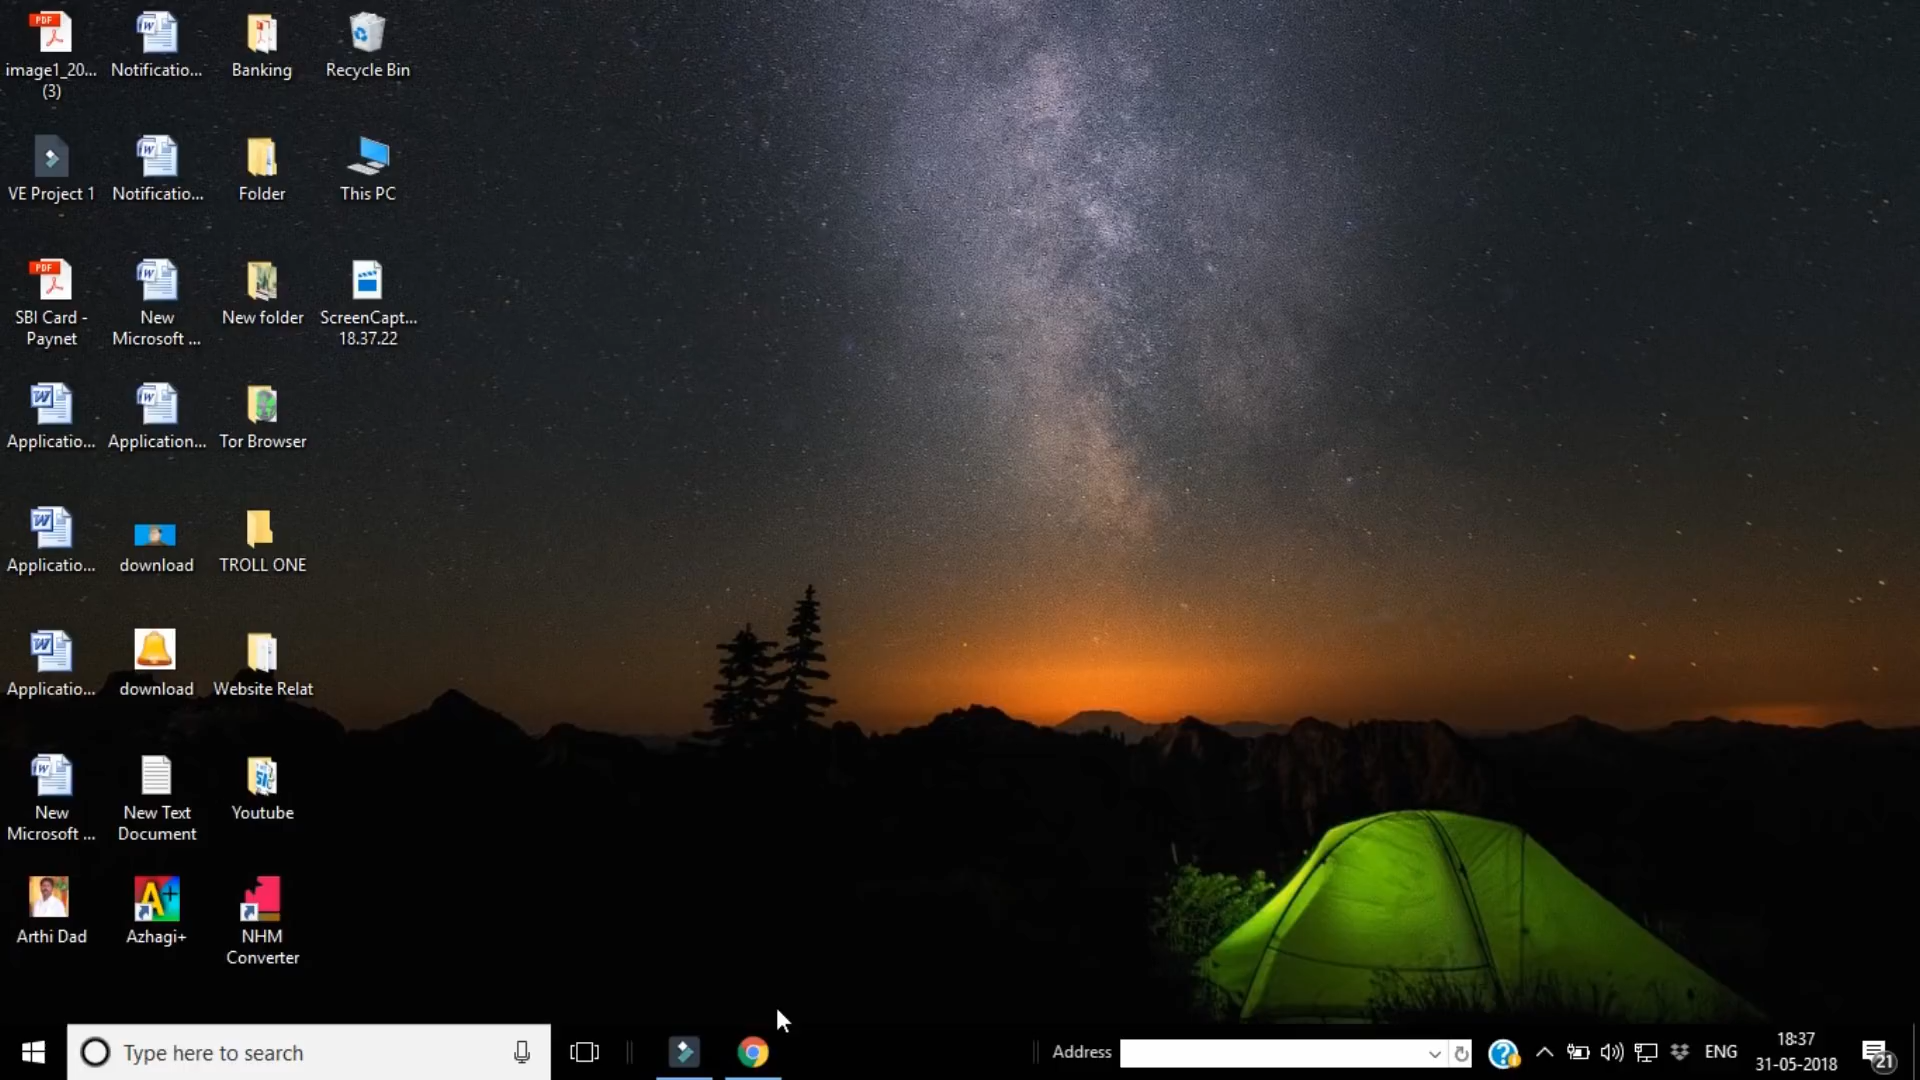 PDF
image1_20...
(3)
Notificatio...
Banking
Recycle Bin
VE Project 1
Notificatio...
Folder
This PC
PDF
SBI Card -
Paynet
New
Microsoft ...
New folder
ScreenCapt...
18.37.22
Applicatio...
Application...
Tor Browser
Applicatio...
download
TROLL ONE
Applicatio...
download
Website Relat
New
Microsoft ...
New Text
Document
Youtube
Arthi Dad
Azhagi+
NHM
Converter
Type here to search
Address
ENG
18:37
31-05-2018
21